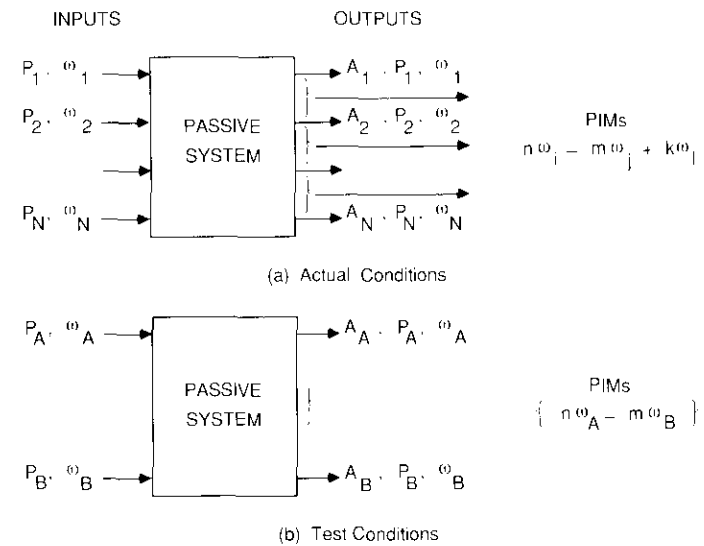 INPUTS OUTPUTS
P1, ω1 A1, P1, ω1
P2, ω2 A2, P2, ω2
PASSIVE
SYSTEM
PN, ωN AN, PN, ωN
PIMs
nωi – mωj + kωl
(a) Actual Conditions
PA, ωA AA, PA, ωA
PASSIVE
SYSTEM
PB, ωB AB, PB, ωB
PIMs
{ nωA – mωB }
(b) Test Conditions